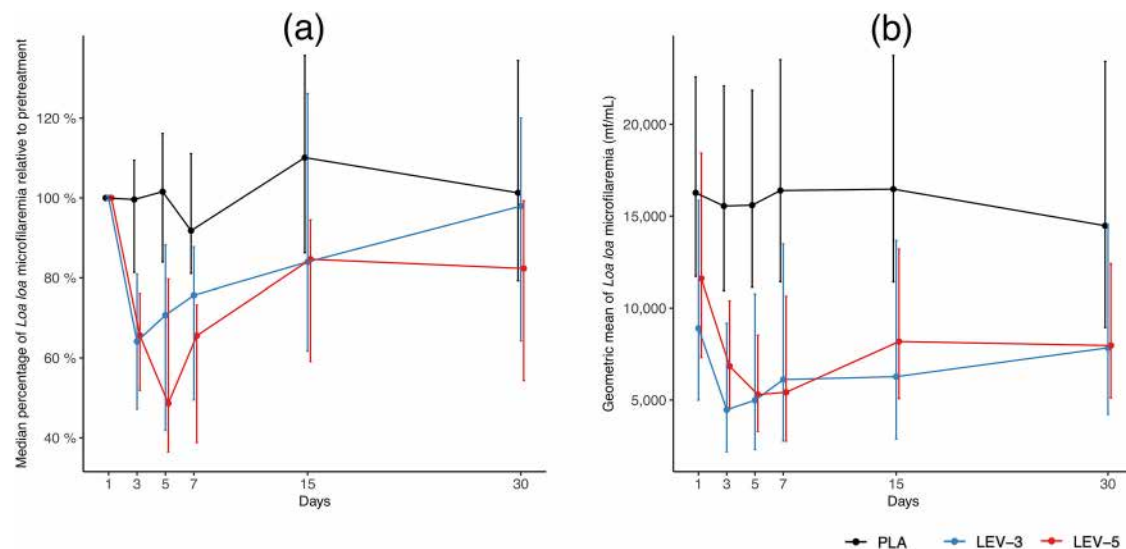 (a)
Median percentage of Loa loa microfilaremia relative to pretreatment
120 %
100 %
80 %
60 %
40 %
1 3 5 7 15 30
Days
(b)
Geometric mean of Loa loa microfilaremia (mf/mL)
20,000
15,000
10,000
5,000
1 3 5 7 15 30
Days
PLA LEV-3 LEV-5